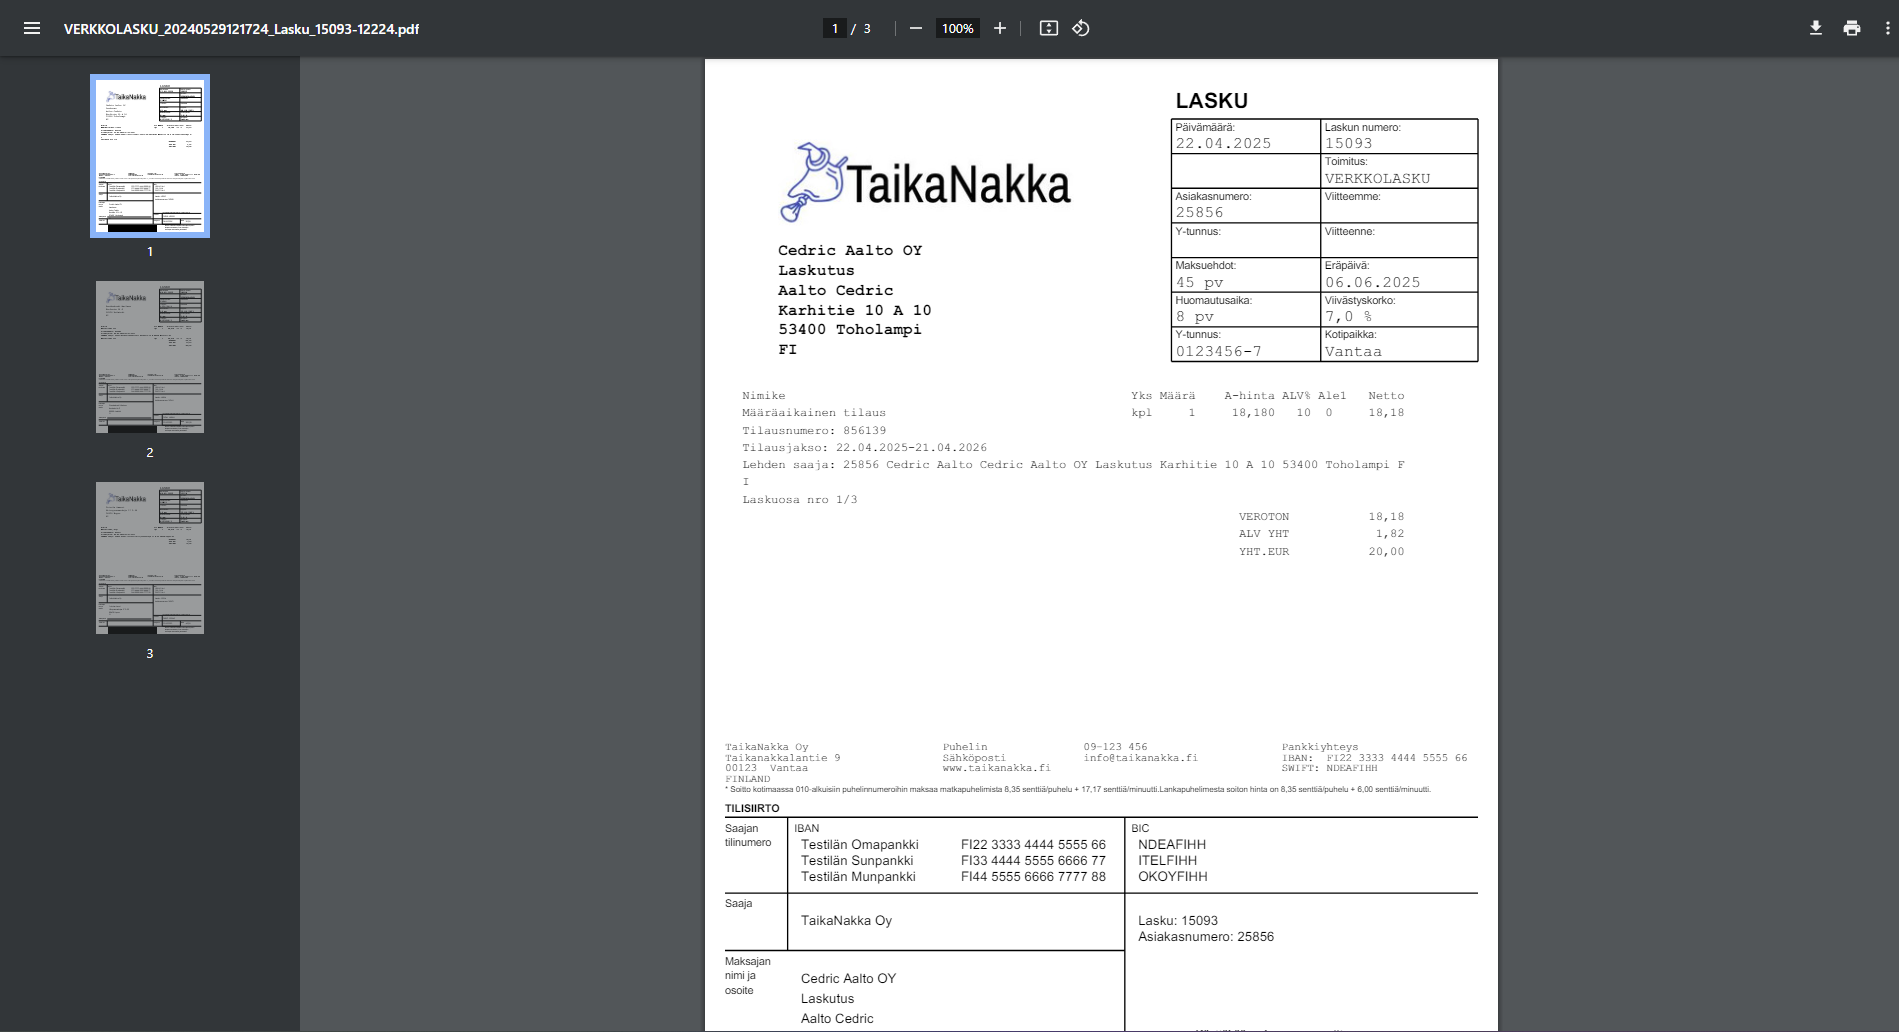 VERKKOLASKU_20240529121724_Lasku_15093-12224.pdf
1 / 3
100%
1
2
3
TaikaNakka
LASKU
Päivämäärä: Laskun numero:
22.04.2025 15093
Toimitus:
VERKKOLASKU
Asiakasnumero: Viitteemme:
25856
Y-tunnus: Viitteenne:
Maksuehdot: Eräpäivä:
45 pv 06.06.2025
Huomautusaika: Viivästyskorko:
8 pv 7,0 %
Y-tunnus: Kotipaikka:
0123456-7 Vantaa
Cedric Aalto OY
Laskutus
Aalto Cedric
Karhitie 10 A 10
53400 Toholampi
FI
Nimike Yks Määrä A-hinta ALV% Ale1 Netto
Määräaikainen tilaus kpl 1 18,180 10 0 18,18
Tilausnumero: 856139
Tilausjakso: 22.04.2025-21.04.2026
Lehden saaja: 25856 Cedric Aalto Cedric Aalto OY Laskutus Karhitie 10 A 10 53400 Toholampi F
I
Laskuosa nro 1/3
VEROTON 18,18
ALV YHT 1,82
YHT.EUR 20,00
TaikaNakka Oy Puhelin 09-123 456 Pankkiyhteys
Taikanakkalantie 9 Sähköposti info@taikanakka.fi IBAN: FI22 3333 4444 5555 66
00123 Vantaa www.taikanakka.fi SWIFT: NDEAFIHH
FINLAND
* Soitto kotimaassa 010-alkuisiin puhelinnumeroihin maksaa matkapuhelimista 8,35 senttiä/puhelu + 17,17 senttiä/minuutti.Lankapuhelimesta soiton hinta on 8,35 senttiä/puhelu + 6,00 senttiä/minuutti.
TILISIIRTO
Saajan IBAN BIC
tilinumero
Testilän Omapankki FI22 3333 4444 5555 66 NDEAFIHH
Testilän Sunpankki FI33 4444 5555 6666 77 ITELFIHH
Testilän Munpankki FI44 5555 6666 7777 88 OKOYFIHH
Saaja
TaikaNakka Oy Lasku: 15093
Asiakasnumero: 25856
Maksajan
nimi ja
osoite
Cedric Aalto OY
Laskutus
Aalto Cedric